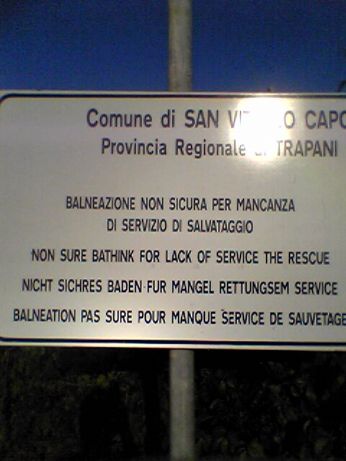 Comune di SAN CAPO
Provincia Regionale TRAPANI
BALNEAZIONE NON SICURA PER MANCANZA
DI SERVIZIO DI SALVATAGGIO
NON SURE BATHINK FOR LACK OF SERVICE THE RESCUE
NICHT SICHRES BADEN FUR MANGEL RETTUNGSEM SERVICE
BALNEATION PAS SURE POUR MANQUE SERVICE DE SAUVETAGE